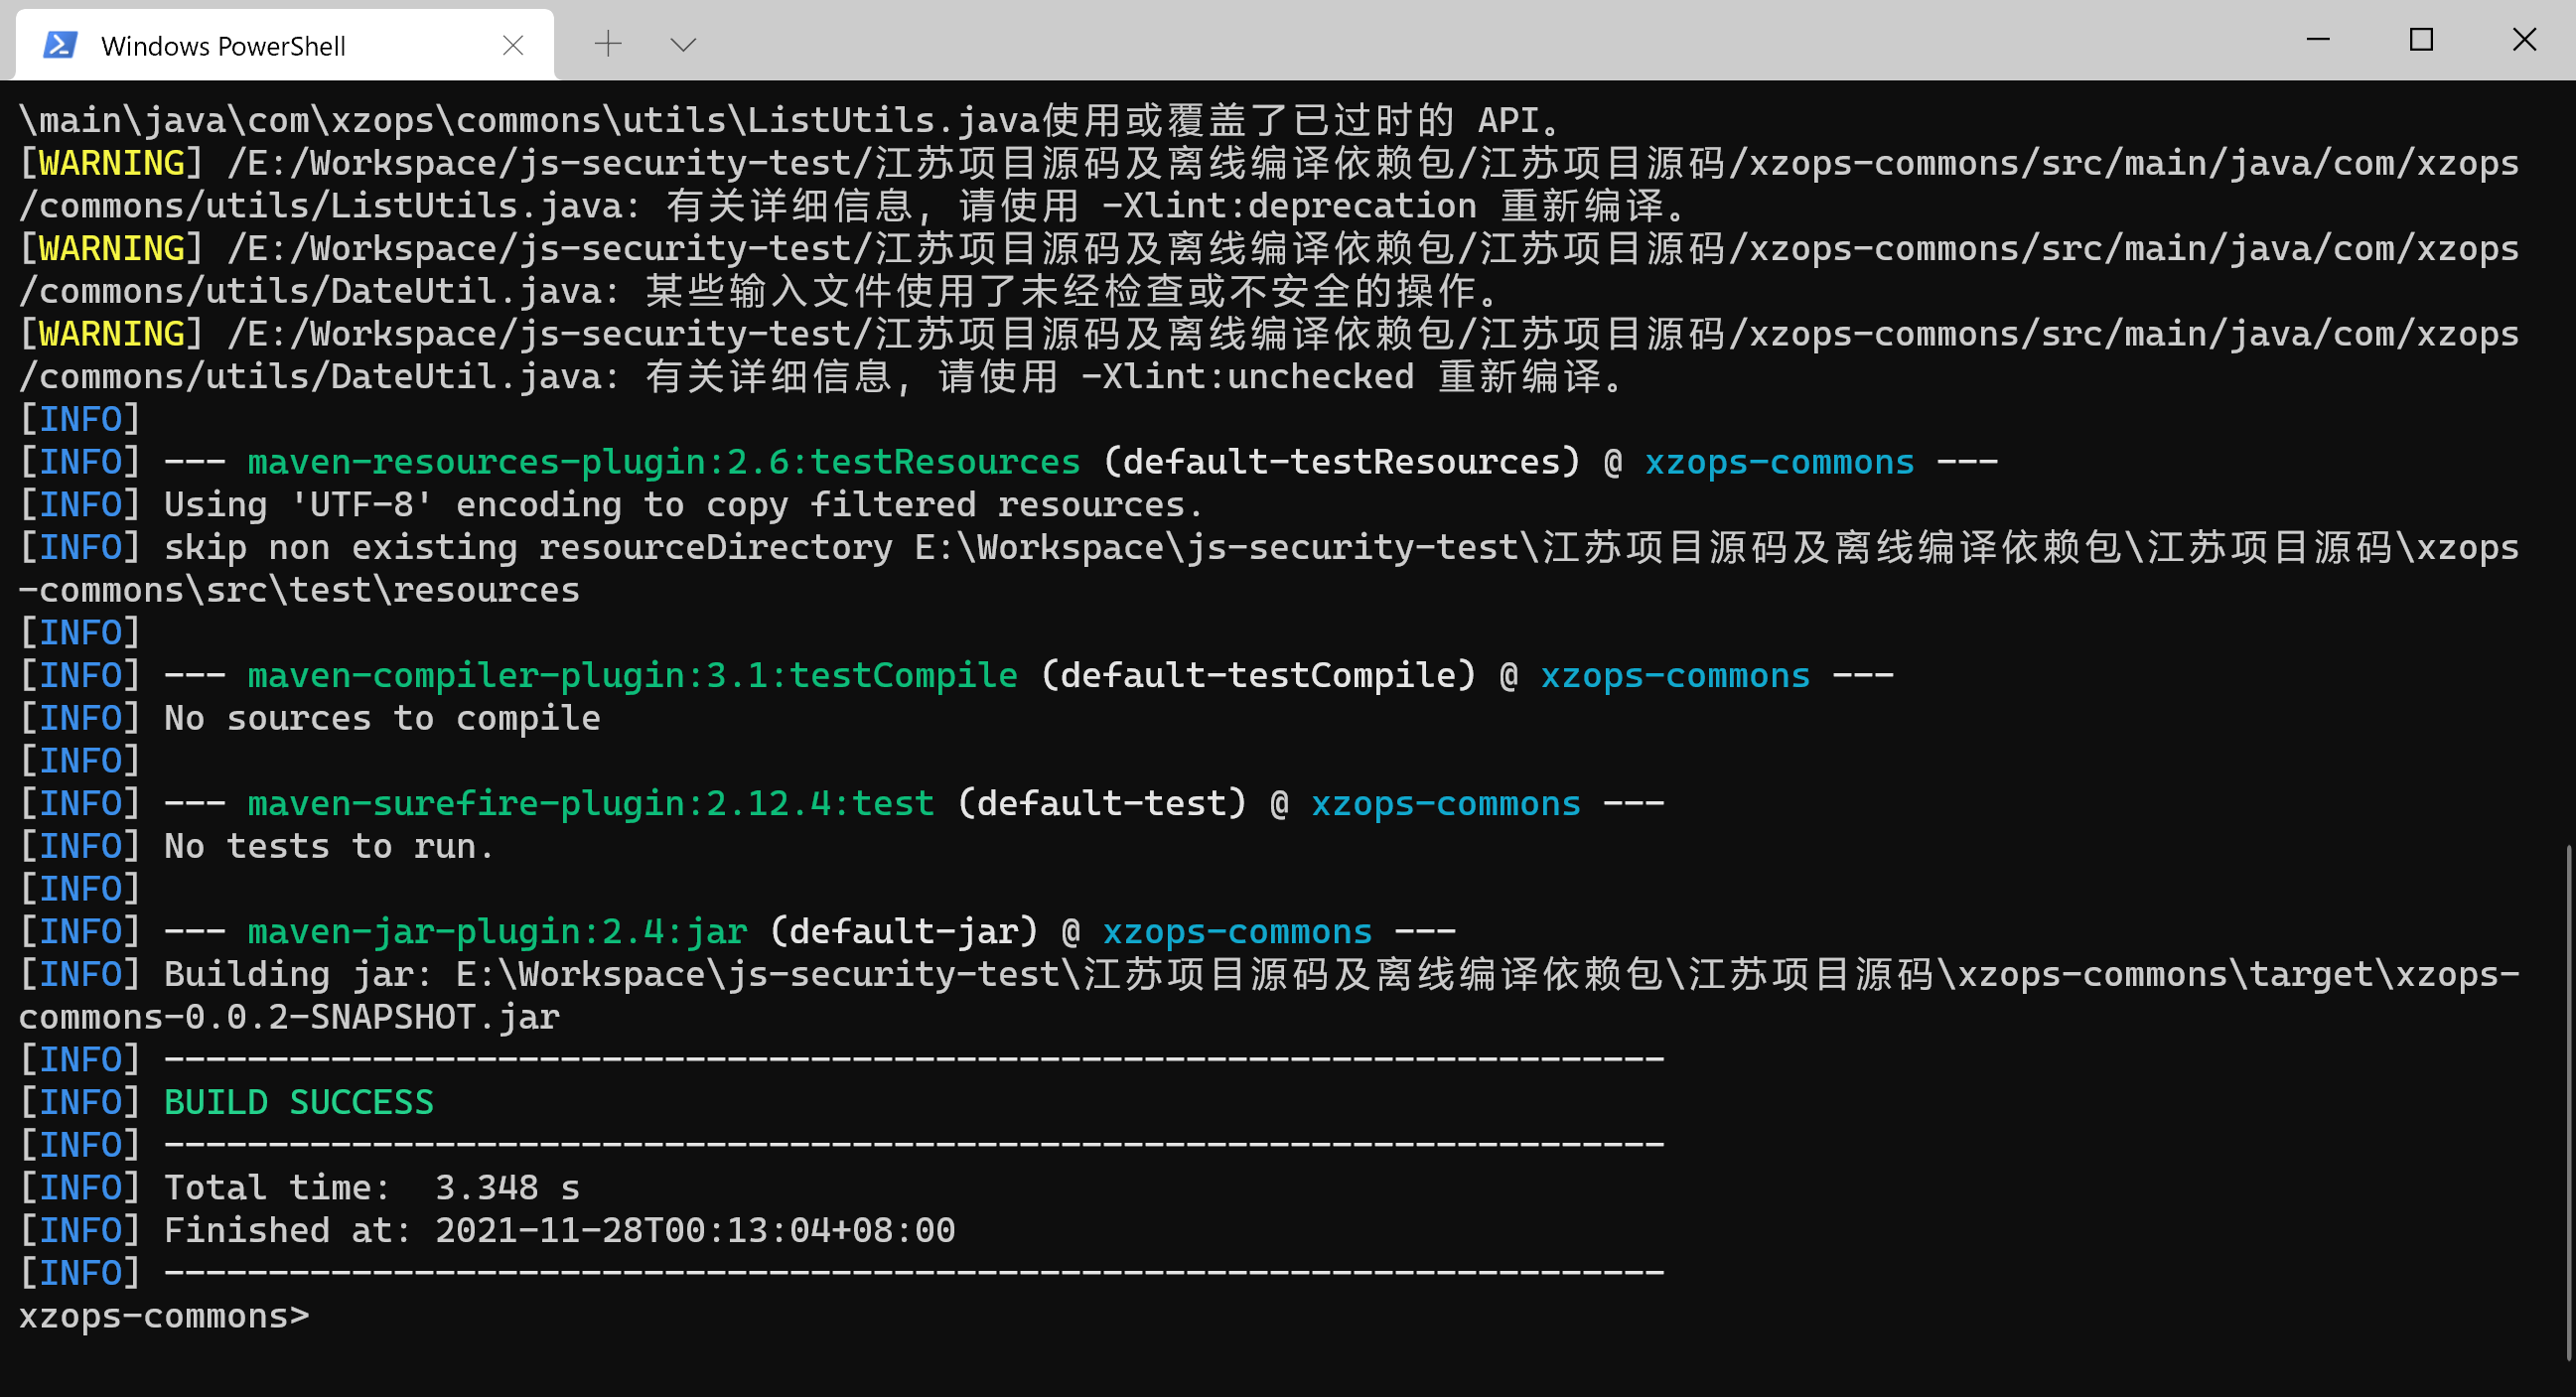 Windows PowerShell
\main\java\com\xzops\commons\utils\ListUtils.java使用或覆盖了已过时的 API。
[WARNING] /E:/Workspace/js-security-test/江苏项目源码及离线编译依赖包/江苏项目源码/xzops-commons/src/main/java/com/xzops
/commons/utils/ListUtils.java: 有关详细信息, 请使用 -Xlint:deprecation 重新编译。
[WARNING] /E:/Workspace/js-security-test/江苏项目源码及离线编译依赖包/江苏项目源码/xzops-commons/src/main/java/com/xzops
/commons/utils/DateUtil.java: 某些输入文件使用了未经检查或不安全的操作。
[WARNING] /E:/Workspace/js-security-test/江苏项目源码及离线编译依赖包/江苏项目源码/xzops-commons/src/main/java/com/xzops
/commons/utils/DateUtil.java: 有关详细信息, 请使用 -Xlint:unchecked 重新编译。
[INFO]
[INFO] --- maven-resources-plugin:2.6:testResources (default-testResources) @ xzops-commons ---
[INFO] Using 'UTF-8' encoding to copy filtered resources.
[INFO] skip non existing resourceDirectory E:\Workspace\js-security-test\江苏项目源码及离线编译依赖包\江苏项目源码\xzops
-commons\src\test\resources
[INFO]
[INFO] --- maven-compiler-plugin:3.1:testCompile (default-testCompile) @ xzops-commons ---
[INFO] No sources to compile
[INFO]
[INFO] --- maven-surefire-plugin:2.12.4:test (default-test) @ xzops-commons ---
[INFO] No tests to run.
[INFO]
[INFO] --- maven-jar-plugin:2.4:jar (default-jar) @ xzops-commons ---
[INFO] Building jar: E:\Workspace\js-security-test\江苏项目源码及离线编译依赖包\江苏项目源码\xzops-commons\target\xzops-
commons-0.0.2-SNAPSHOT.jar
[INFO] ------------------------------------------------------------------------
[INFO] BUILD SUCCESS
[INFO] ------------------------------------------------------------------------
[INFO] Total time:  3.348 s
[INFO] Finished at: 2021-11-28T00:13:04+08:00
[INFO] ------------------------------------------------------------------------
xzops-commons>